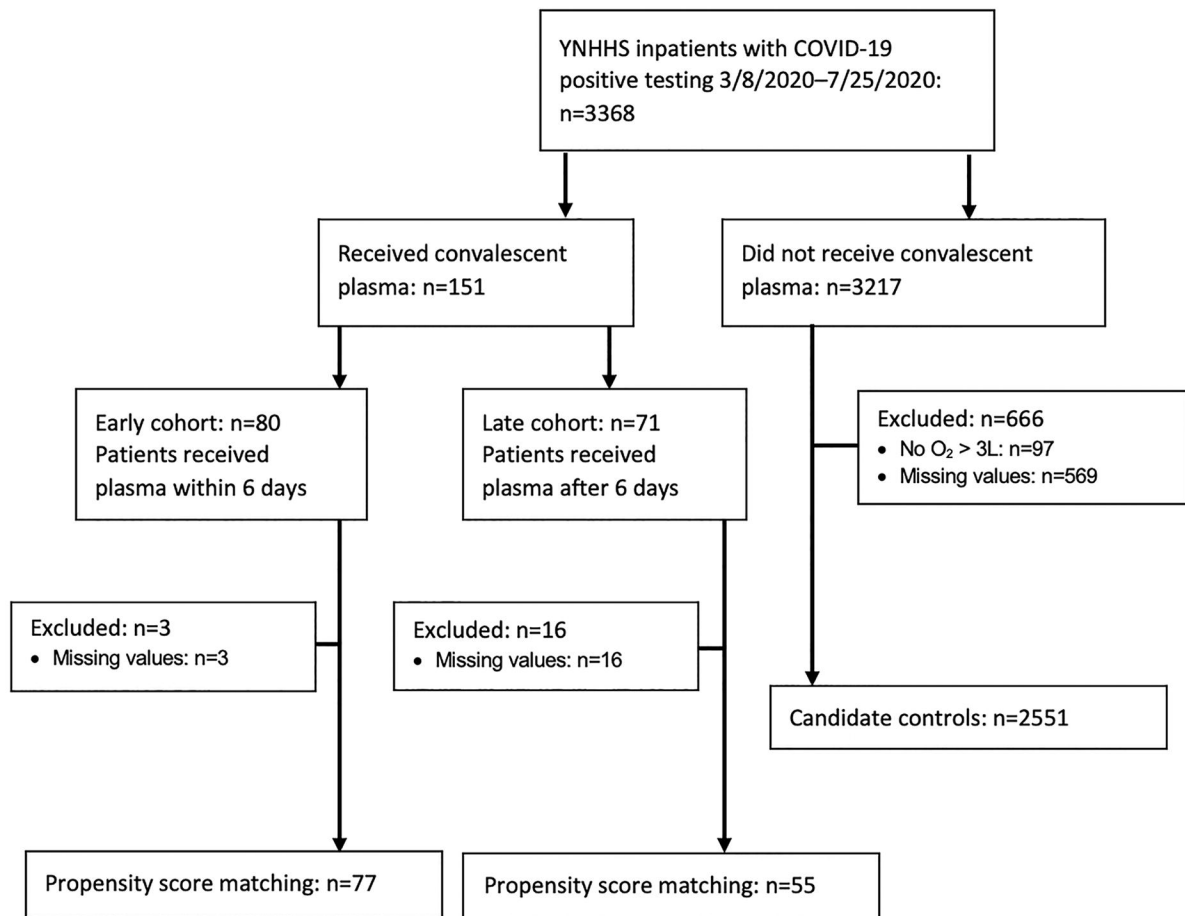 YNHHS inpatients with COVID-19
positive testing 3/8/2020–7/25/2020:
n=3368
Received convalescent
plasma: n=151
Did not receive convalescent
plasma: n=3217
Early cohort: n=80
Patients received
plasma within 6 days
Late cohort: n=71
Patients received
plasma after 6 days
Excluded: n=666
• No O₂ > 3L: n=97
• Missing values: n=569
Excluded: n=3
• Missing values: n=3
Excluded: n=16
• Missing values: n=16
Candidate controls: n=2551
Propensity score matching: n=77
Propensity score matching: n=55